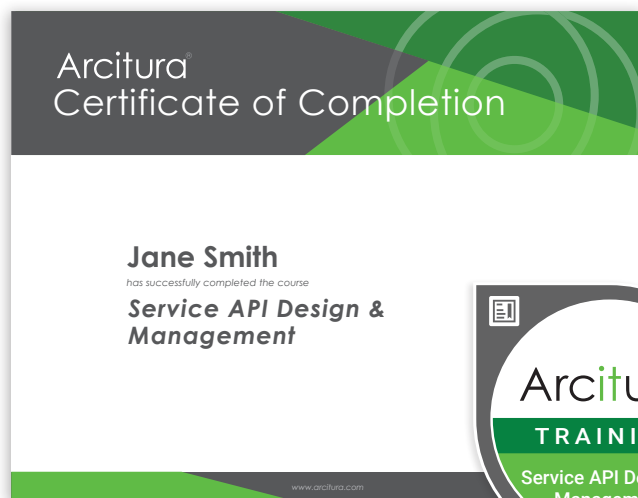 Arcitura®
Certificate of Completion
Jane Smith
has successfully completed the course
Service API Design &
Management
Arcitu
TRAINI
Service API De
Managem
www.arcitura.com